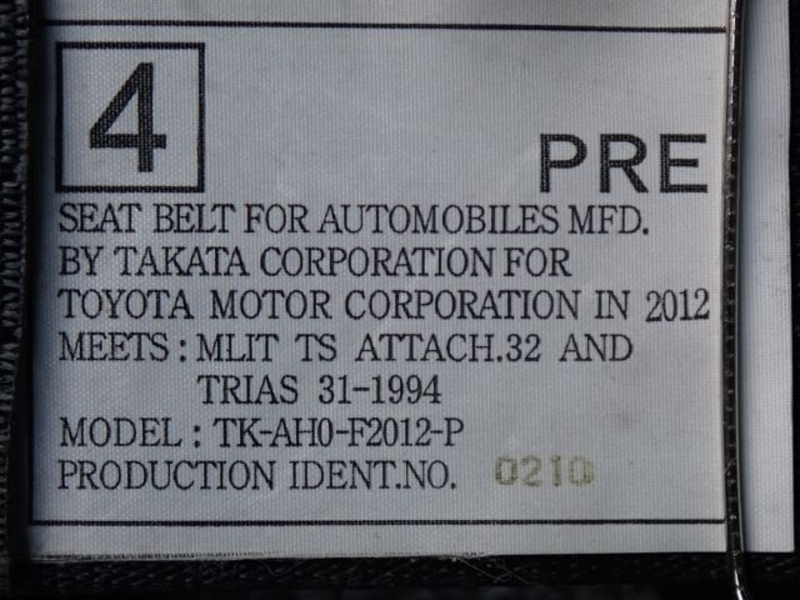 4
PRE
SEAT BELT FOR AUTOMOBILES MFD.
BY TAKATA CORPORATION FOR
TOYOTA MOTOR CORPORATION IN 2012
MEETS : MLIT TS ATTACH.32 AND
TRIAS 31-1994
MODEL : TK-AH0-F2012-P
PRODUCTION IDENT.NO. 0210